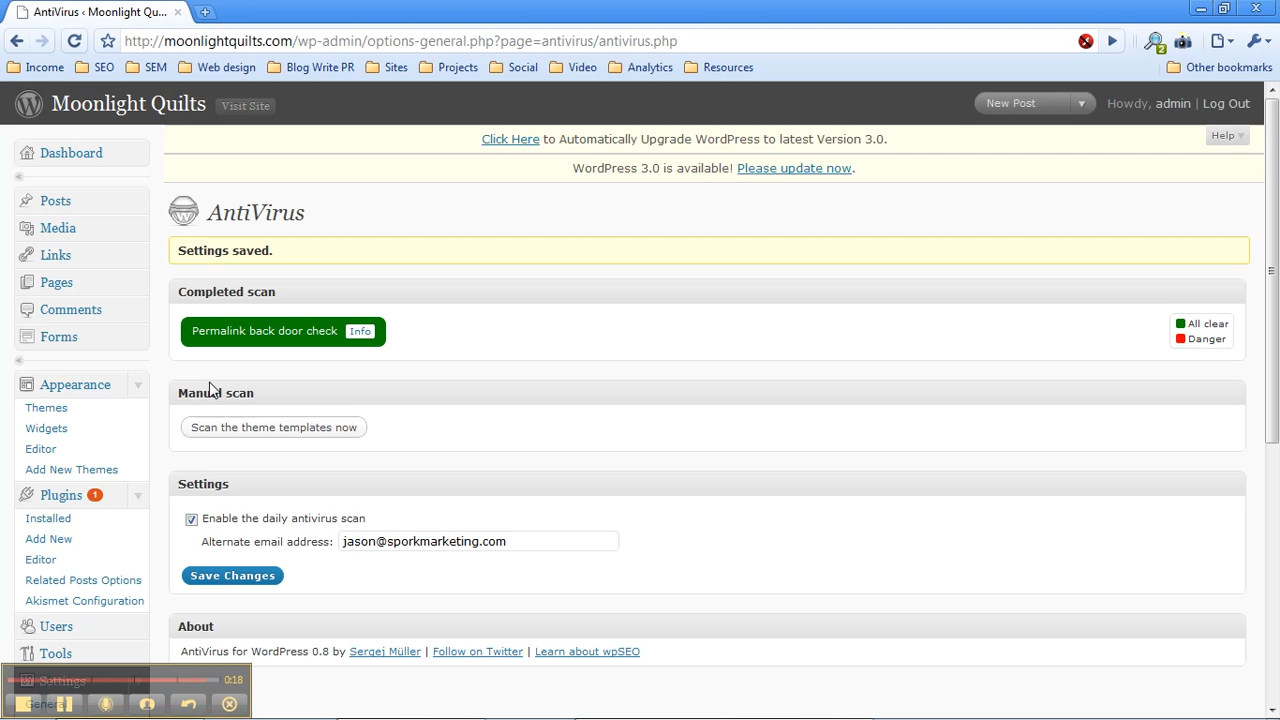 AntiVirus ‹ Moonlight Qu...
http://moonlightquilts.com/wp-admin/options-general.php?page=antivirus/antivirus.php
2
Income SEO SEM Web design Blog Write PR Sites Projects Social Video Analytics Resources Other bookmarks
Moonlight Quilts Visit Site New Post Howdy, admin | Log Out
Click Here to Automatically Upgrade WordPress to latest Version 3.0.
Help
WordPress 3.0 is available! Please update now.
Dashboard
Posts
Media
Links
Pages
Comments
Forms
Appearance
Themes
Widgets
Editor
Add New Themes
Plugins 1
Installed
Add New
Editor
Related Posts Options
Akismet Configuration
Users
Tools
Settings
General
AntiVirus
Settings saved.
Completed scan
Permalink back door check Info
All clear
Danger
Manual scan
Scan the theme templates now
Settings
Enable the daily antivirus scan
Alternate email address: jason@sporkmarketing.com
Save Changes
About
AntiVirus for WordPress 0.8 by Sergej Müller | Follow on Twitter | Learn about wpSEO
0:18